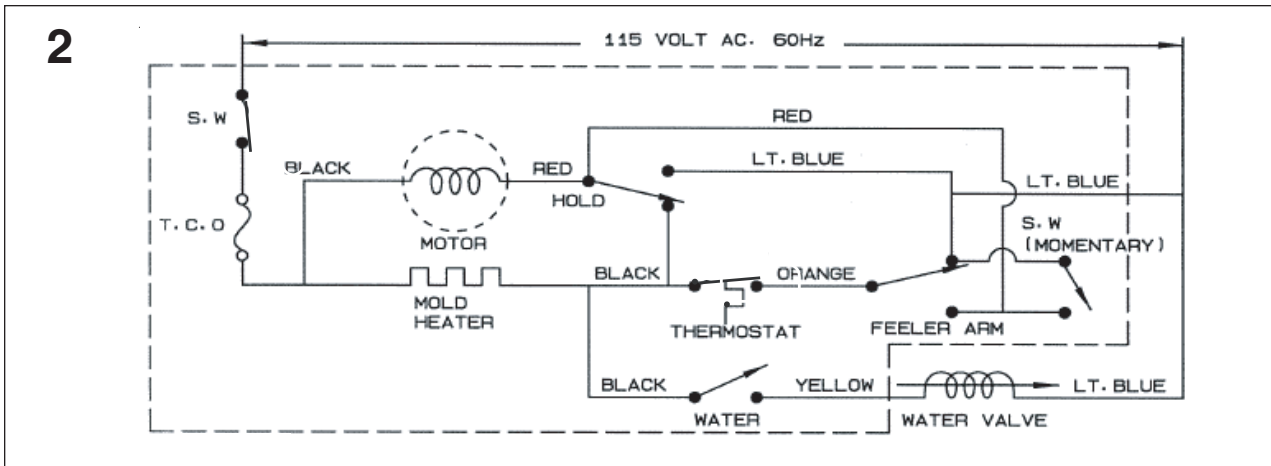 2
115 VOLT AC. 60Hz
S.W
RED
BLACK
RED
LT. BLUE
LT. BLUE
HOLD
T.C.O
S.W
(MOMENTARY)
MOTOR
BLACK
ORANGE
MOLD
HEATER
THERMOSTAT
FEELER ARM
BLACK
YELLOW
LT. BLUE
WATER
WATER VALVE